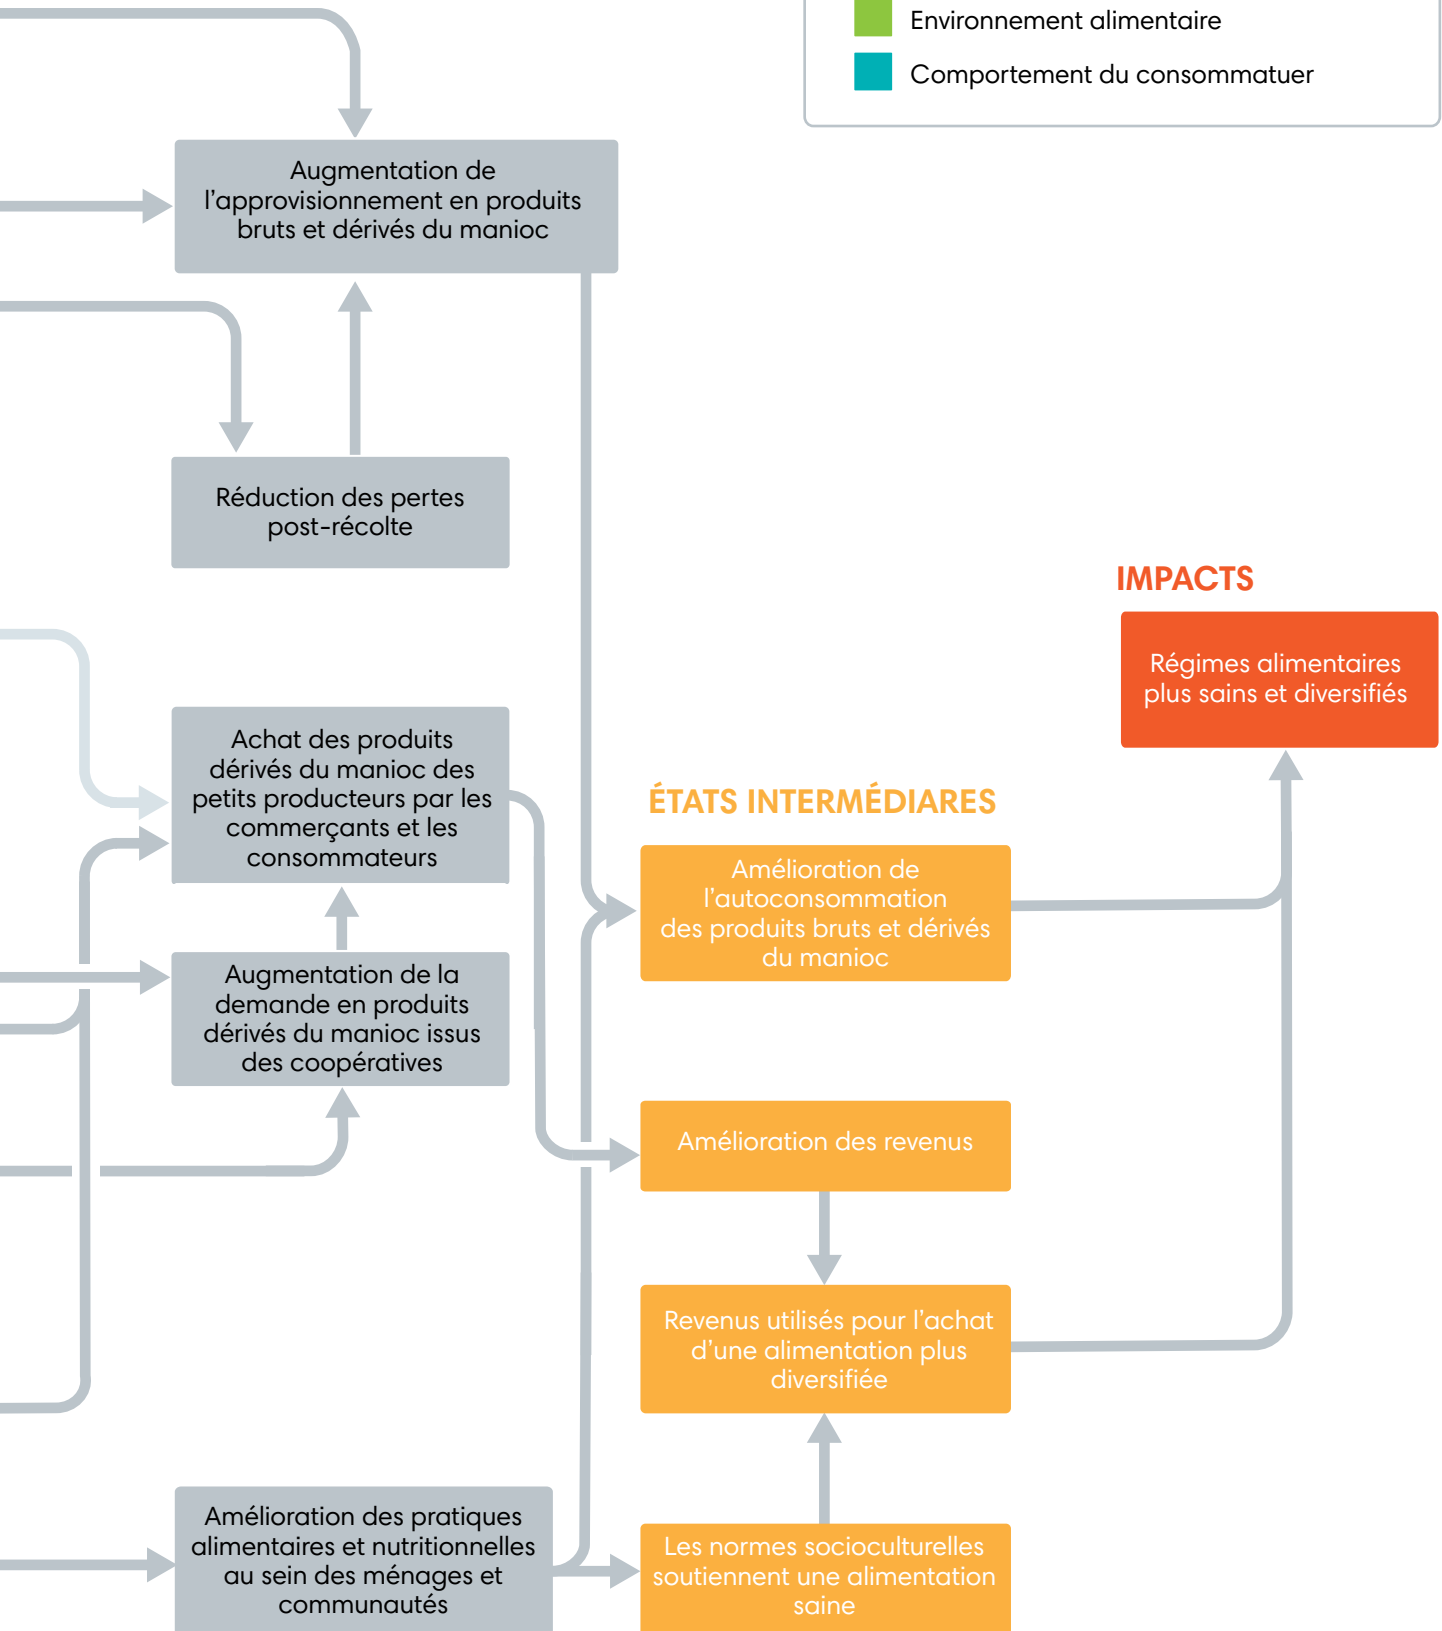 Environnement alimentaire
Comportement du consommatuer
Augmentation de
l'approvisionnement en produits
bruts et dérivés du manioc
Réduction des pertes
post-récolte
IMPACTS
Régimes alimentaires
plus sains et diversifiés
Achat des produits
dérivés du manioc des
petits producteurs par les
commerçants et les
consommateurs
ÉTATS INTERMÉDIARES
Amélioration de
l'autoconsommation
des produits bruts et dérivés
du manioc
Augmentation de la
demande en produits
dérivés du manioc issus
des coopératives
Amélioration des revenus
Revenus utilisés pour l'achat
d'une alimentation plus
diversifiée
Amélioration des pratiques
alimentaires et nutritionnelles
au sein des ménages et
communautés
Les normes socioculturelles
soutiennent une alimentation
saine